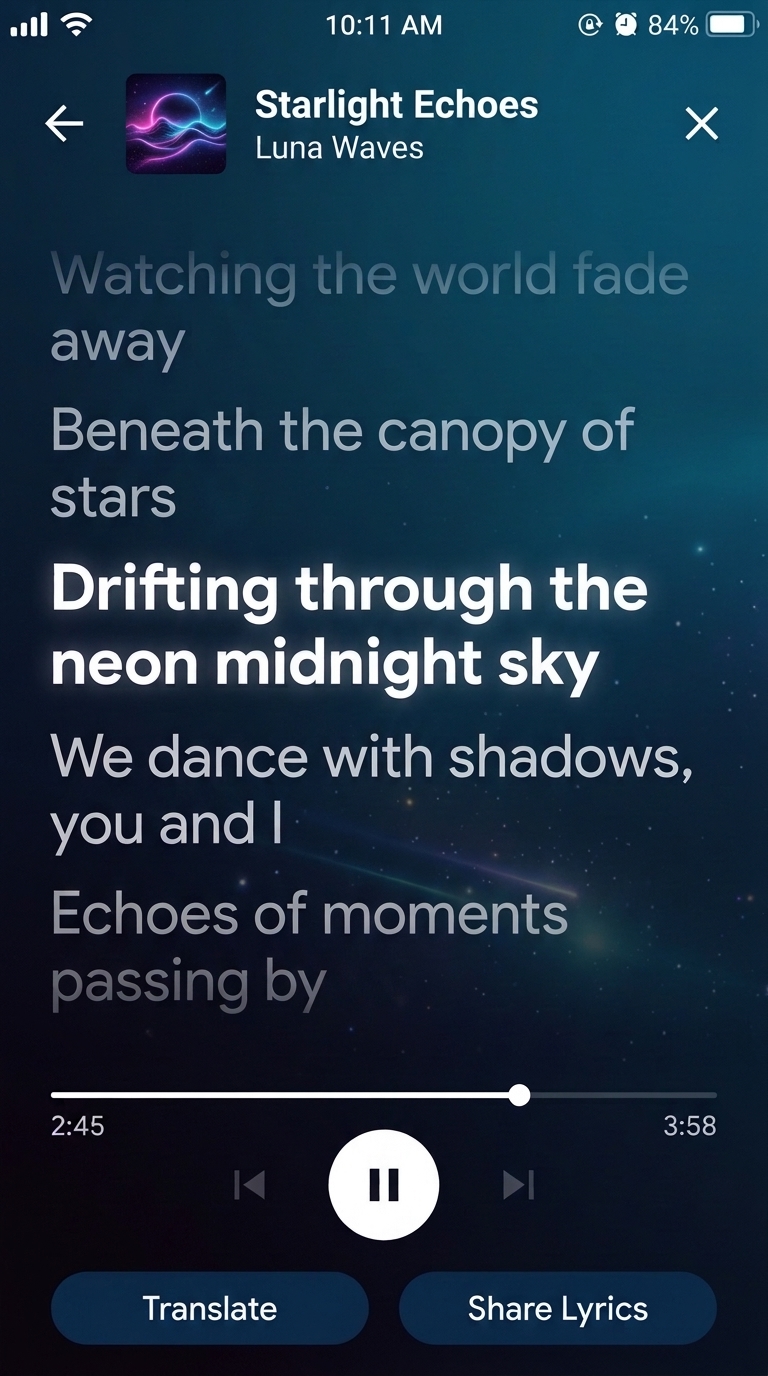 10:11 AM
84%
Starlight Echoes
Luna Waves
Watching the world fade
away
Beneath the canopy of
stars
Drifting through the
neon midnight sky
We dance with shadows,
you and I
Echoes of moments
passing by
2:45
3:58
Translate
Share Lyrics